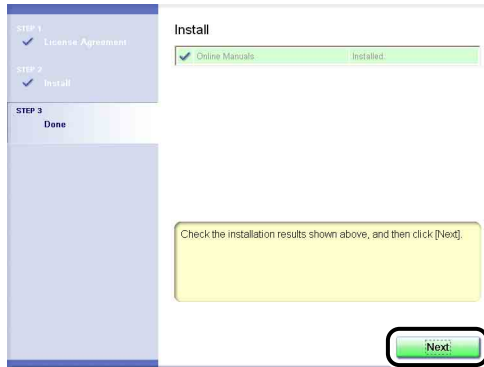 STEP 1
License Agreement
STEP 2
Install
STEP 3
Done
Install
Online Manuals Installed.
Check the installation results shown above, and then click [Next].
Next